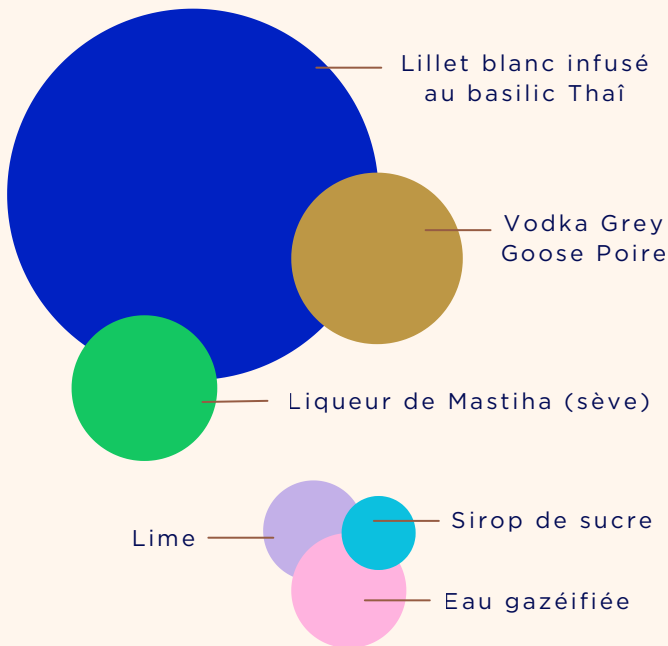 Lillet blanc infusé
au basilic Thaî
Vodka Grey
Goose Poire
Liqueur de Mastiha (sève)
Sirop de sucre
Lime
Eau gazéifiée